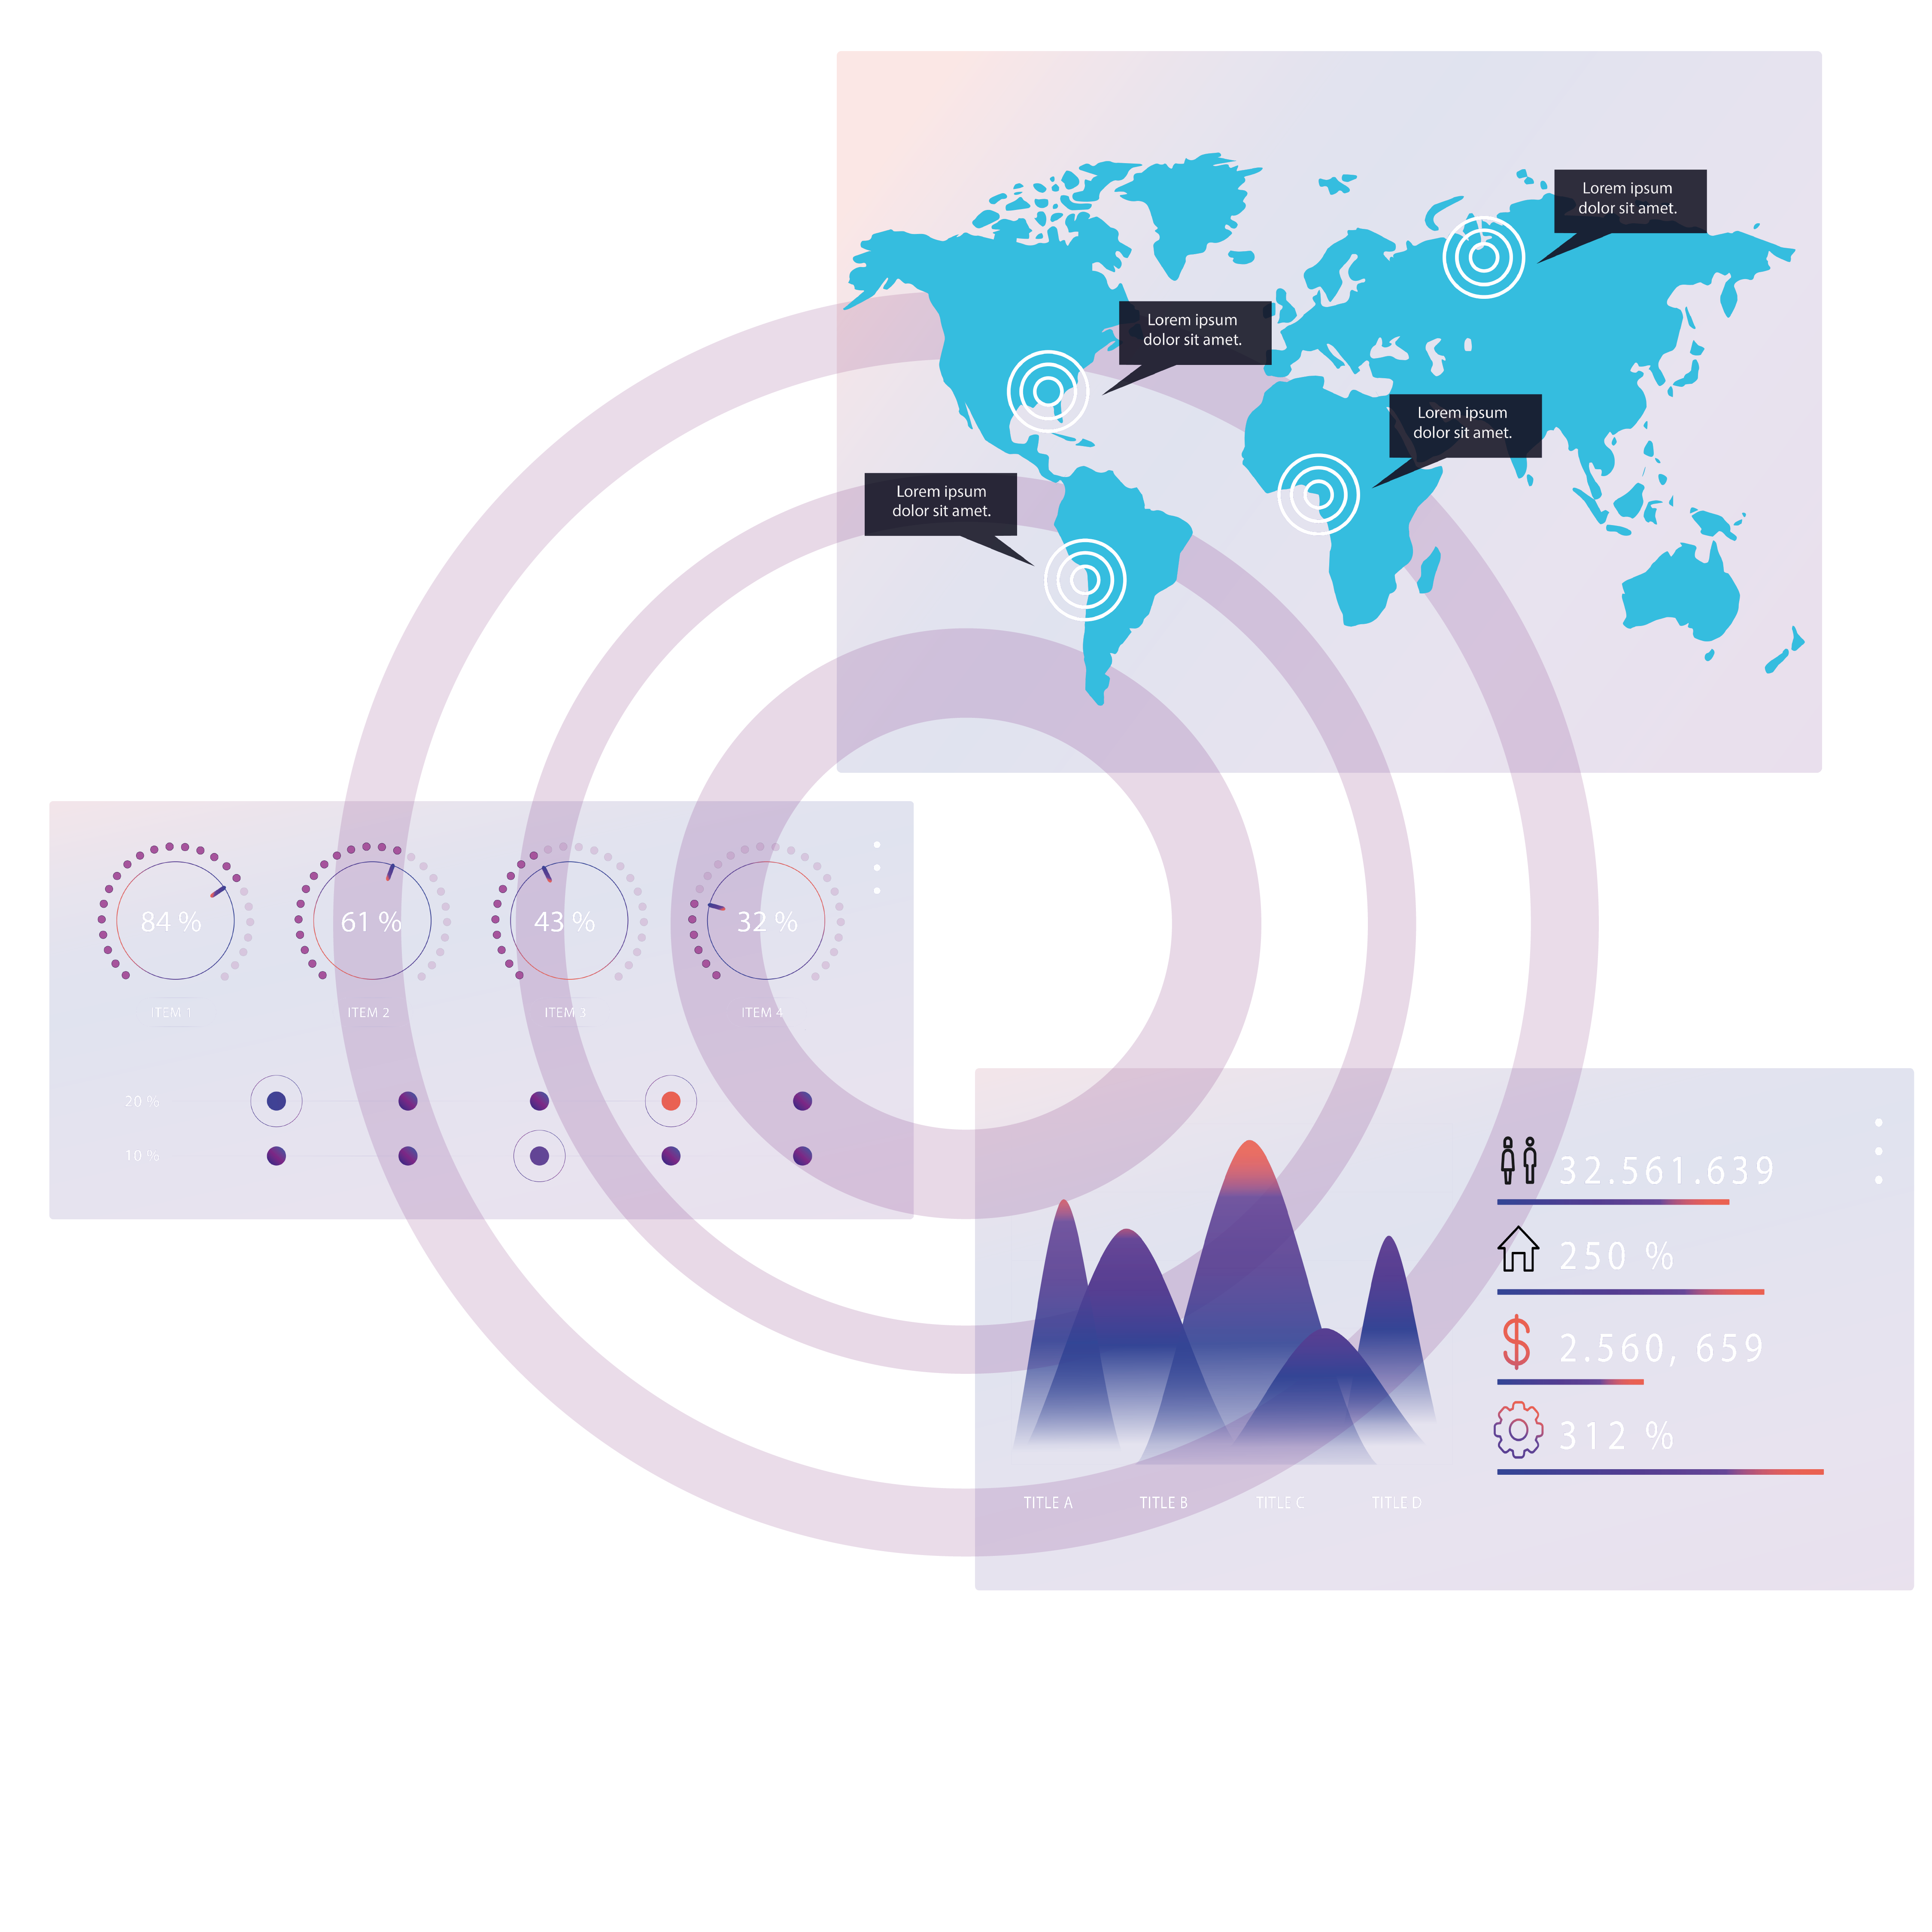 Lorem ipsum
dolor sit amet.
Lorem ipsum
dolor sit amet.
Lorem ipsum
dolor sit amet.
Lorem ipsum
dolor sit amet.
84 %
61 %
43 %
32 %
ITEM 1
ITEM 2
ITEM 3
ITEM 4
20 %
10 %
32.561.639
250 %
$ 2.560, 659
312 %
TITLE A
TITLE B
TITLE C
TITLE D